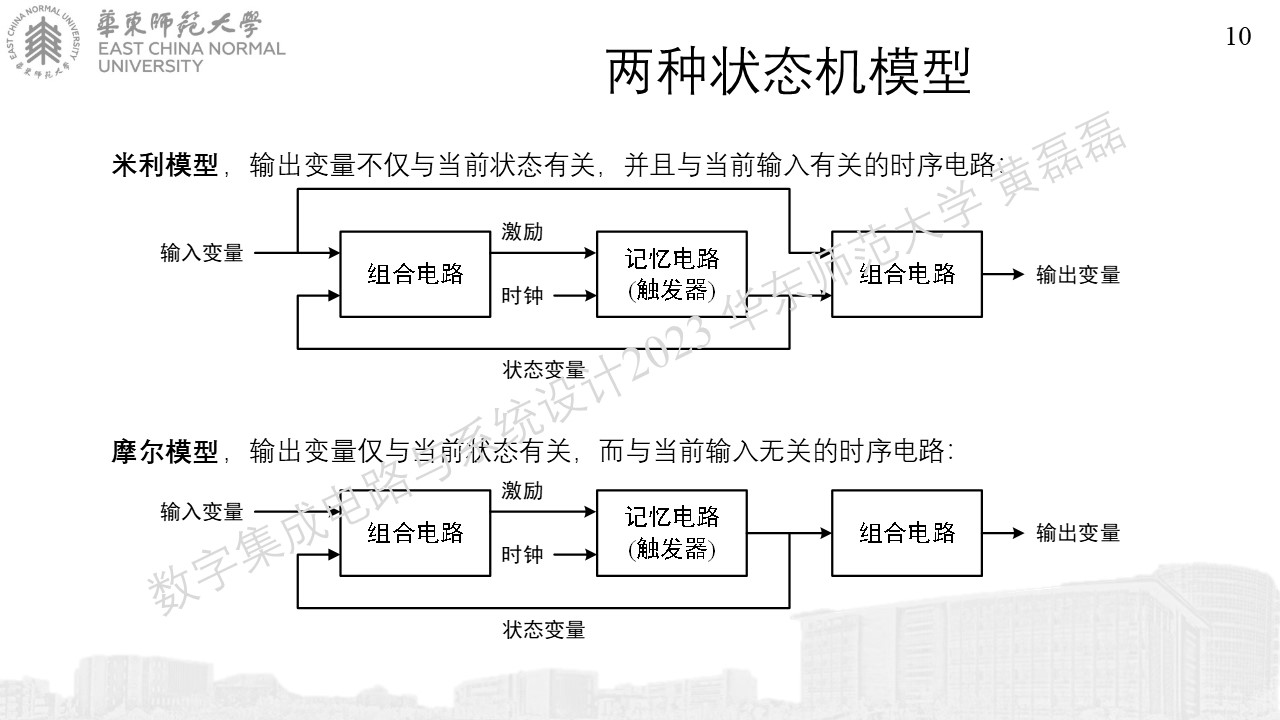 華東師範大學
EAST CHINA NORMAL
UNIVERSITY
EAST CHINA NORMAL UNIVERSITY
華東師範大學
10
两种状态机模型
米利模型，输出变量不仅与当前状态有关，并且与当前输入有关的时序电路：
输入变量
组合电路
激励
时钟
记忆电路
(触发器)
组合电路
输出变量
状态变量
摩尔模型，输出变量仅与当前状态有关，而与当前输入无关的时序电路：
输入变量
组合电路
激励
时钟
记忆电路
(触发器)
组合电路
输出变量
状态变量
数字集成电路与系统设计2023 华东师范大学 黄磊磊